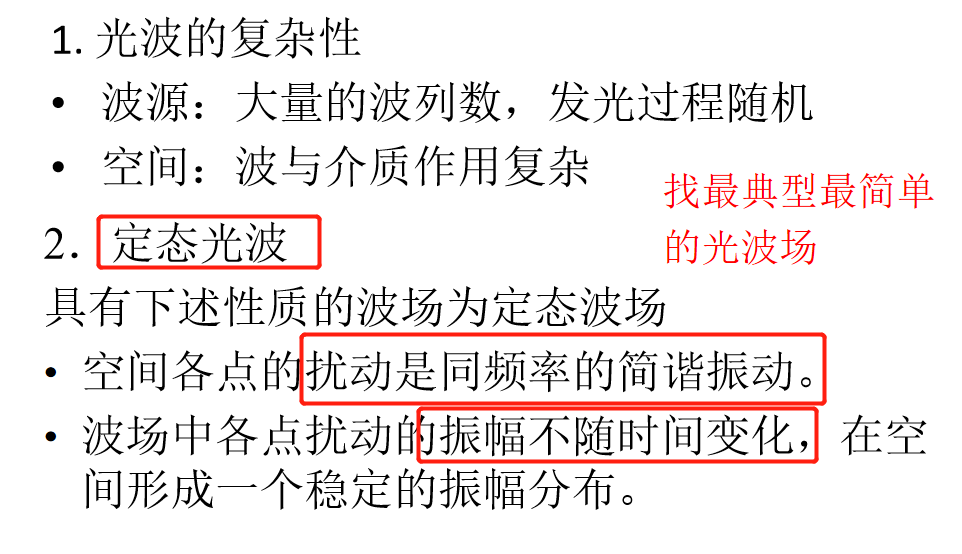 1. 光波的复杂性
• 波源：大量的波列数，发光过程随机
• 空间：波与介质作用复杂
找最典型最简单
的光波场
2. 定态光波
具有下述性质的波场为定态波场
• 空间各点的扰动是同频率的简谐振动。
• 波场中各点扰动的振幅不随时间变化，在空
间形成一个稳定的振幅分布。